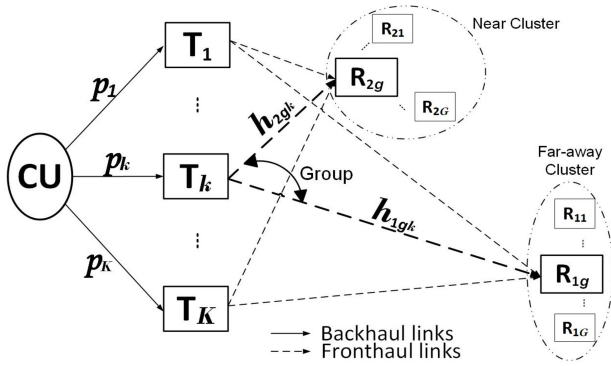 Near Cluster
T1
R21
R2g
R2G
p1
h2gk
CU
pk
Tk
Group
Far-away
Cluster
h1gk
R11
R1g
R1G
pK
TK
Backhaul links
Fronthaul links